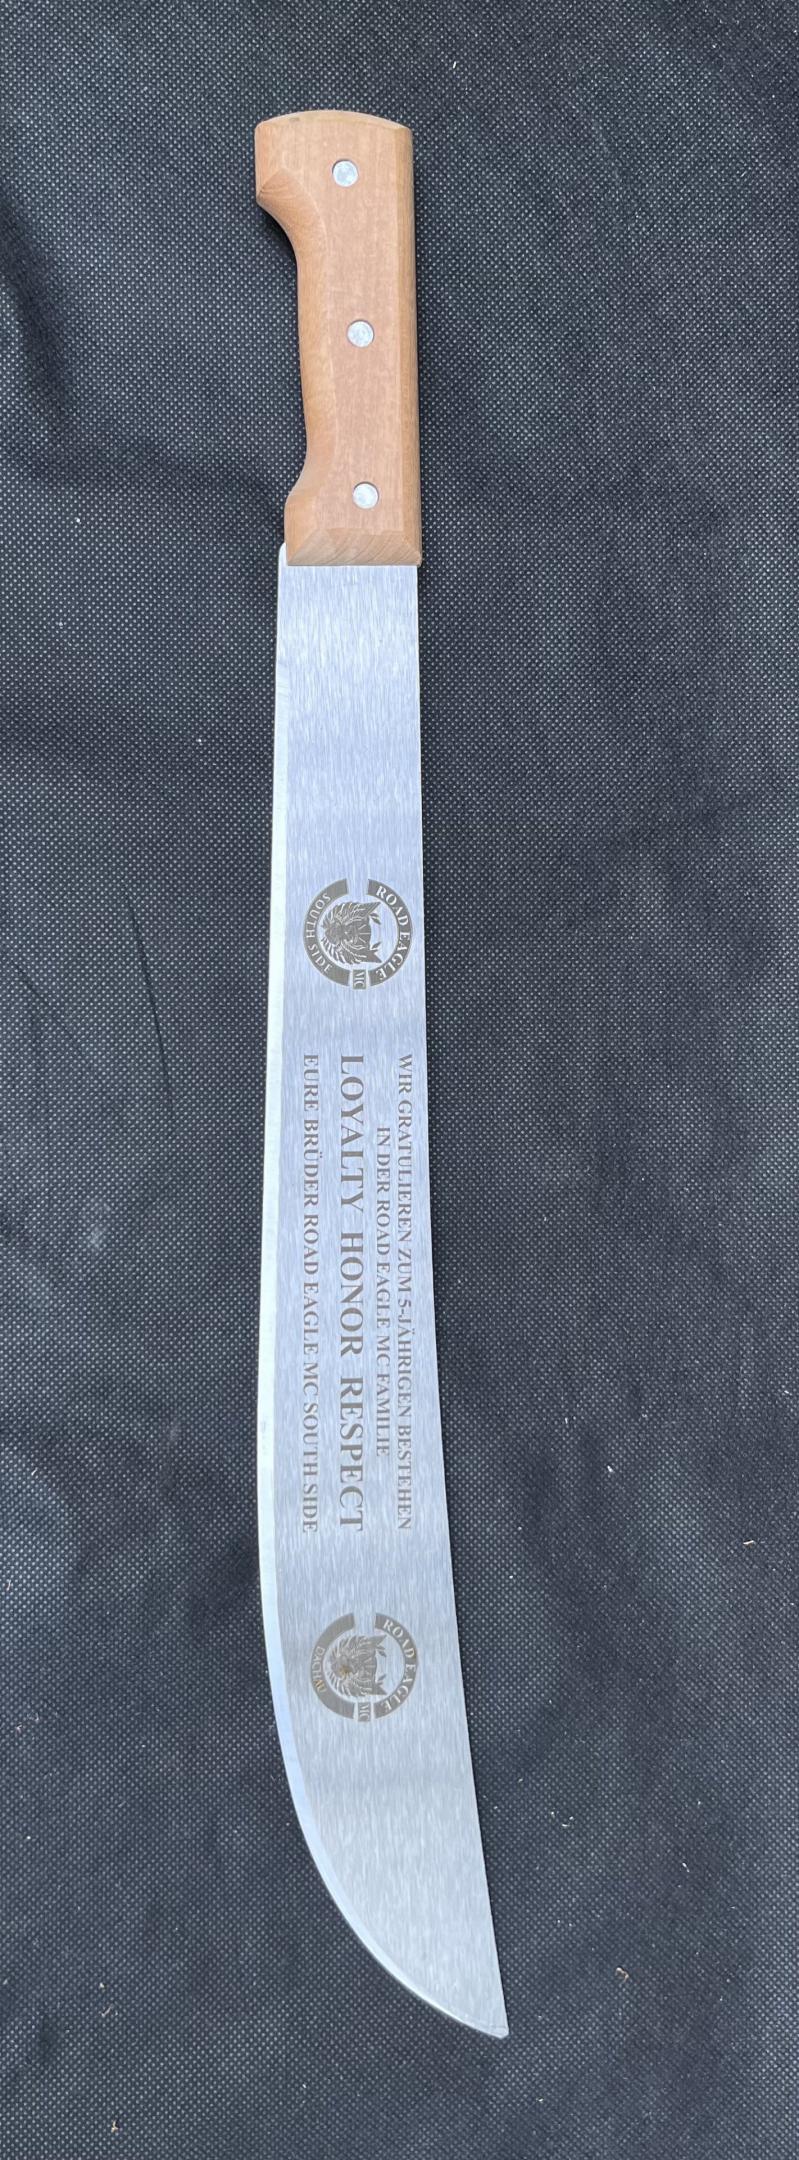 ROAD EAGLE
MC
SOUTH SIDE
WIR GRATULIEREN ZUM 5-JÄHRIGEN BESTEHEN
IN DER ROAD EAGLE MC FAMILIE
LOYALTY HONOR RESPECT
EURE BRÜDER ROAD EAGLE MC SOUTH SIDE
ROAD EAGLE
MC
DACHAU